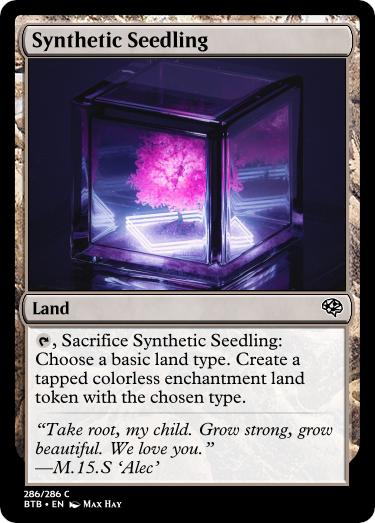 Synthetic Seedling
Land
, Sacrifice Synthetic Seedling:
Choose a basic land type. Create a
tapped colorless enchantment land
token with the chosen type.
“Take root, my child. Grow strong, grow
beautiful. We love you.”
—M.15.S ‘Alec’
286/286 C
BTB • EN Max Hay